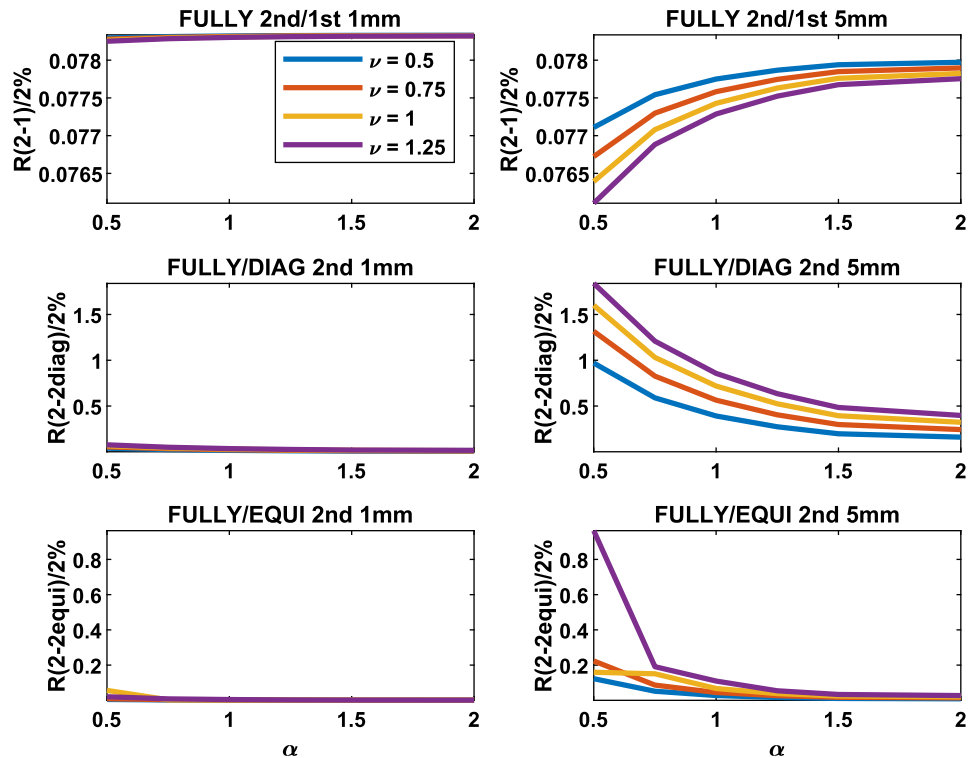 FULLY 2nd/1st 1mm
R(2-1)/2%
0.078
0.0775
0.077
0.0765
0.5
1
1.5
2
ν = 0.5
ν = 0.75
ν = 1
ν = 1.25
FULLY 2nd/1st 5mm
R(2-1)/2%
0.078
0.0775
0.077
0.0765
0.5
1
1.5
2
FULLY/DIAG 2nd 1mm
R(2-2diag)/2%
1.5
1
0.5
0.5
1
1.5
2
FULLY/DIAG 2nd 5mm
R(2-2diag)/2%
1.5
1
0.5
0.5
1
1.5
2
FULLY/EQUI 2nd 1mm
R(2-2equi)/2%
0.8
0.6
0.4
0.2
0.5
1
1.5
2
α
FULLY/EQUI 2nd 5mm
R(2-2equi)/2%
0.8
0.6
0.4
0.2
0.5
1
1.5
2
α